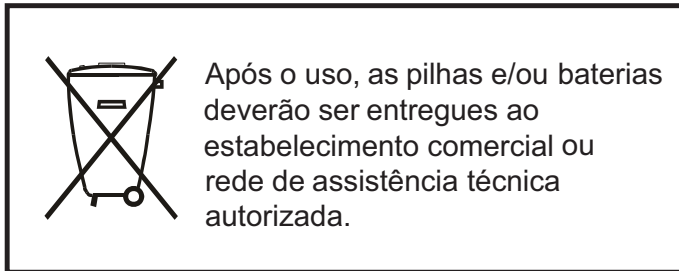 Após o uso, as pilhas e/ou baterias
deverão ser entregues ao
estabelecimento comercial ou
rede de assistência técnica
autorizada.